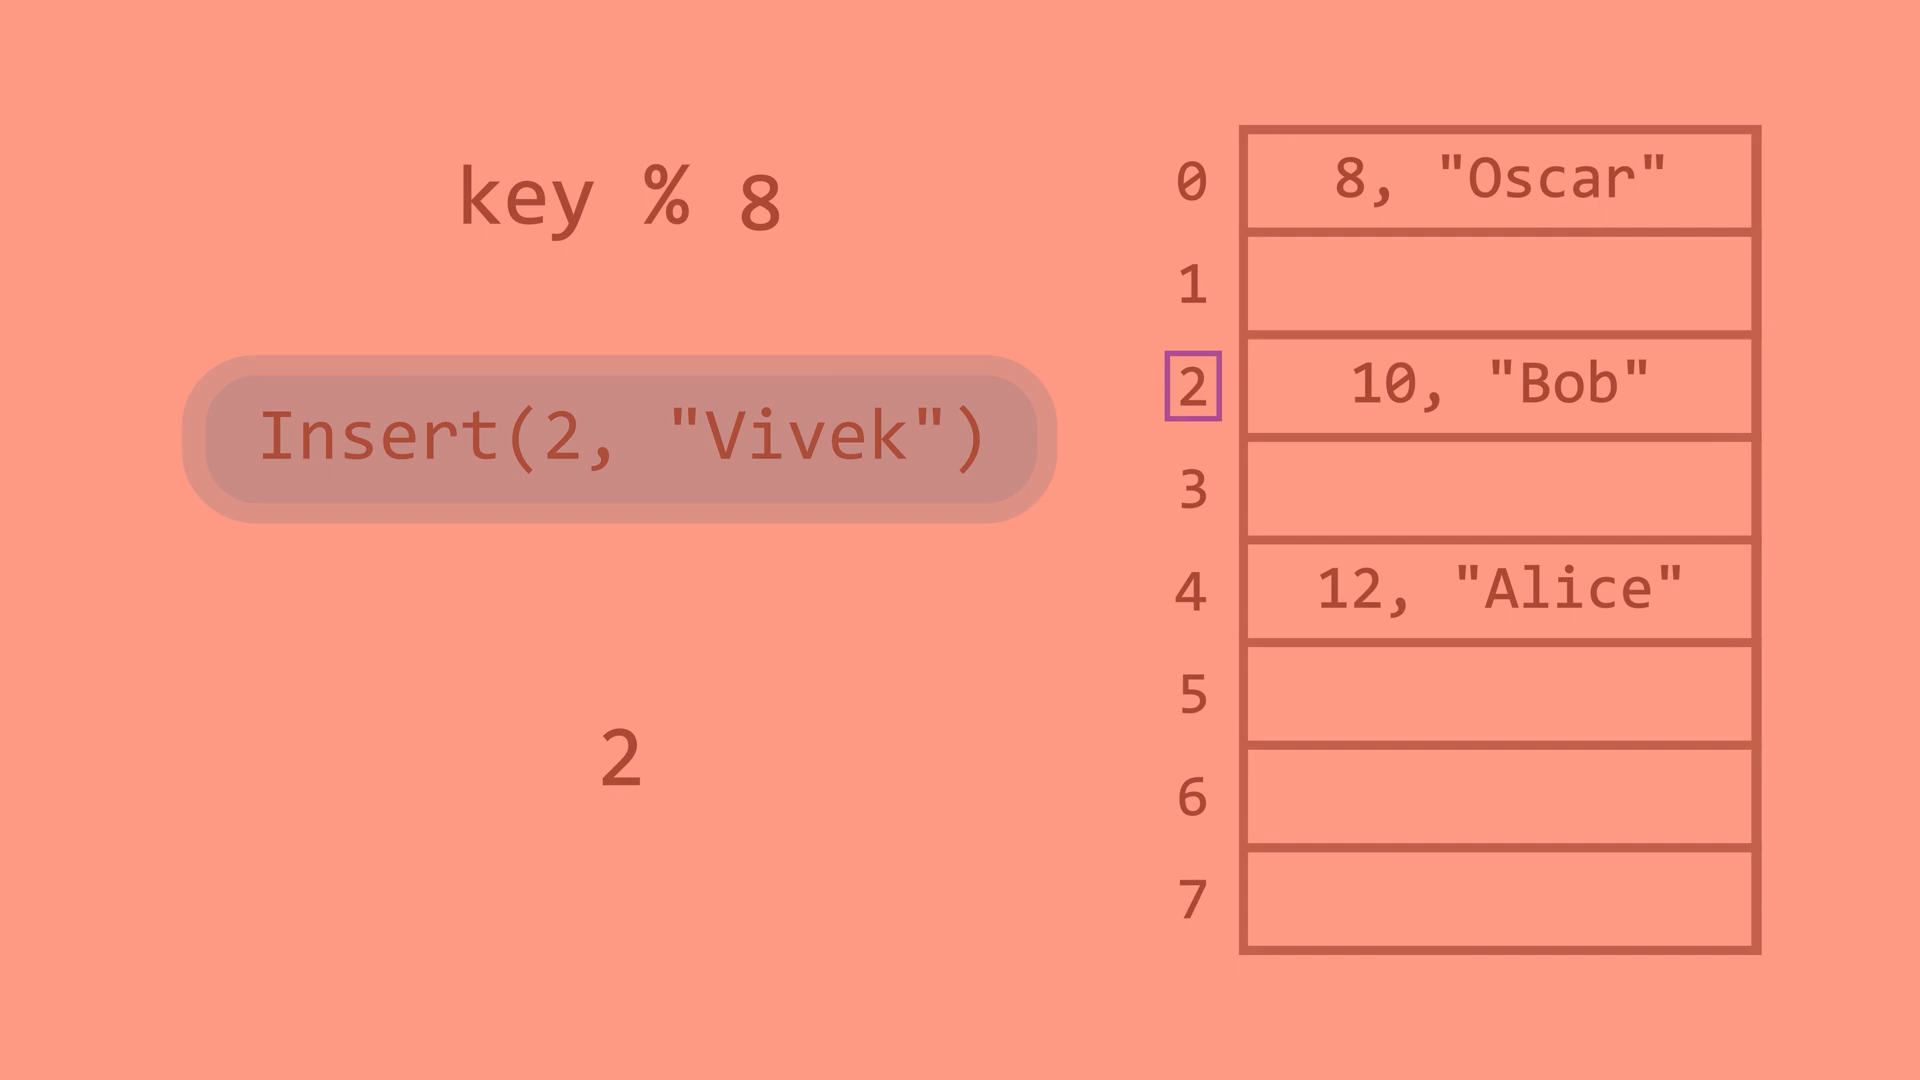 key % 8
Insert(2, "Vivek")
2
0 8, "Oscar"
1
2 10, "Bob"
3
4 12, "Alice"
5
6
7